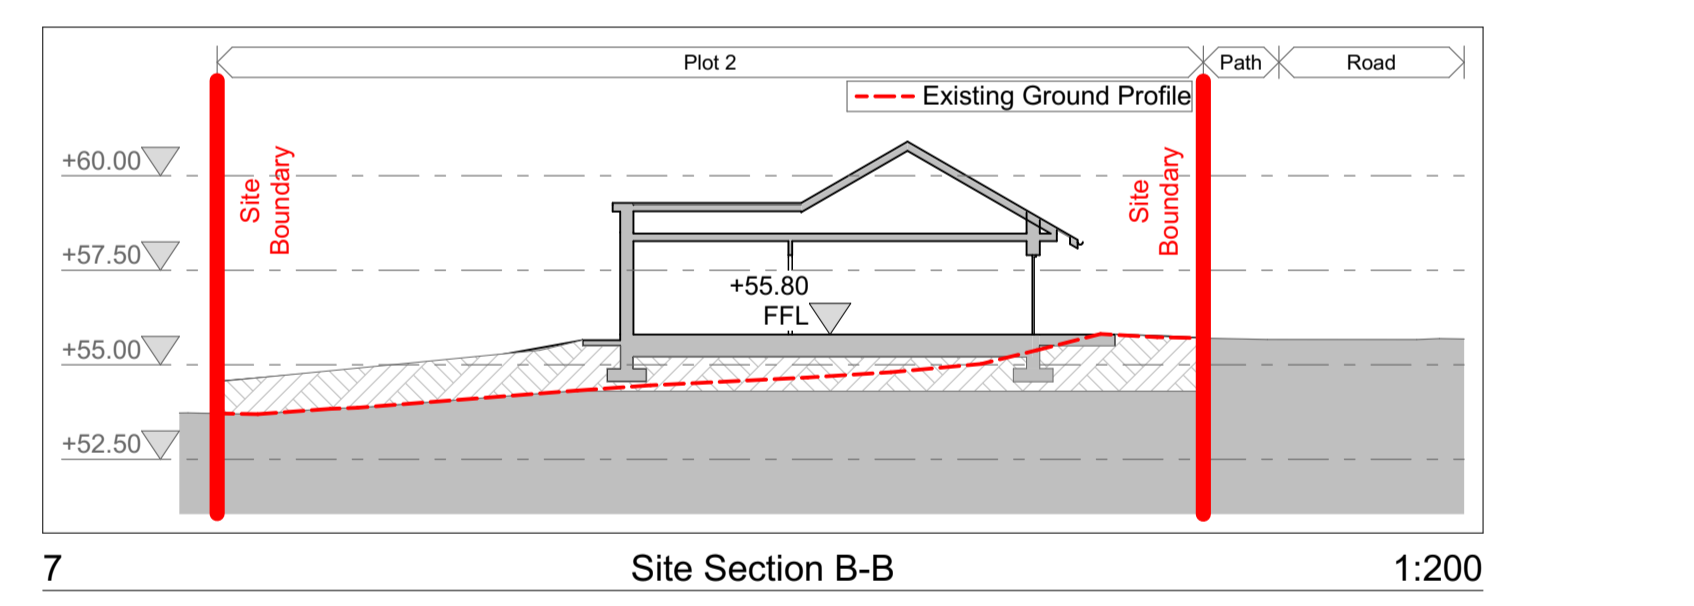 Plot 2
Path
Road
Existing Ground Profile
+60.00
Site
Boundary
Site
Boundary
+57.50
+55.80
FFL
+55.00
+52.50
7
Site Section B-B
1:200